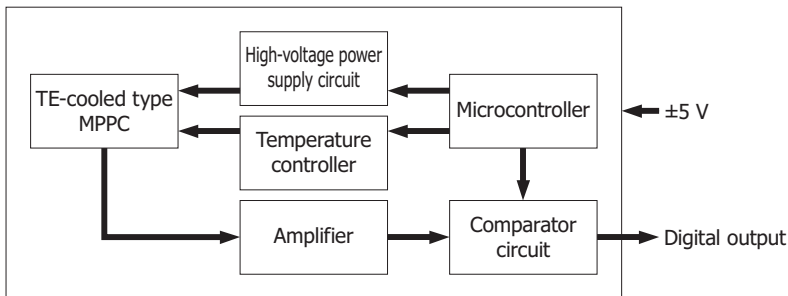 High-voltage power
supply circuit
TE-cooled type
MPPC
Microcontroller
±5 V
Temperature
controller
Amplifier
Comparator
circuit
Digital output